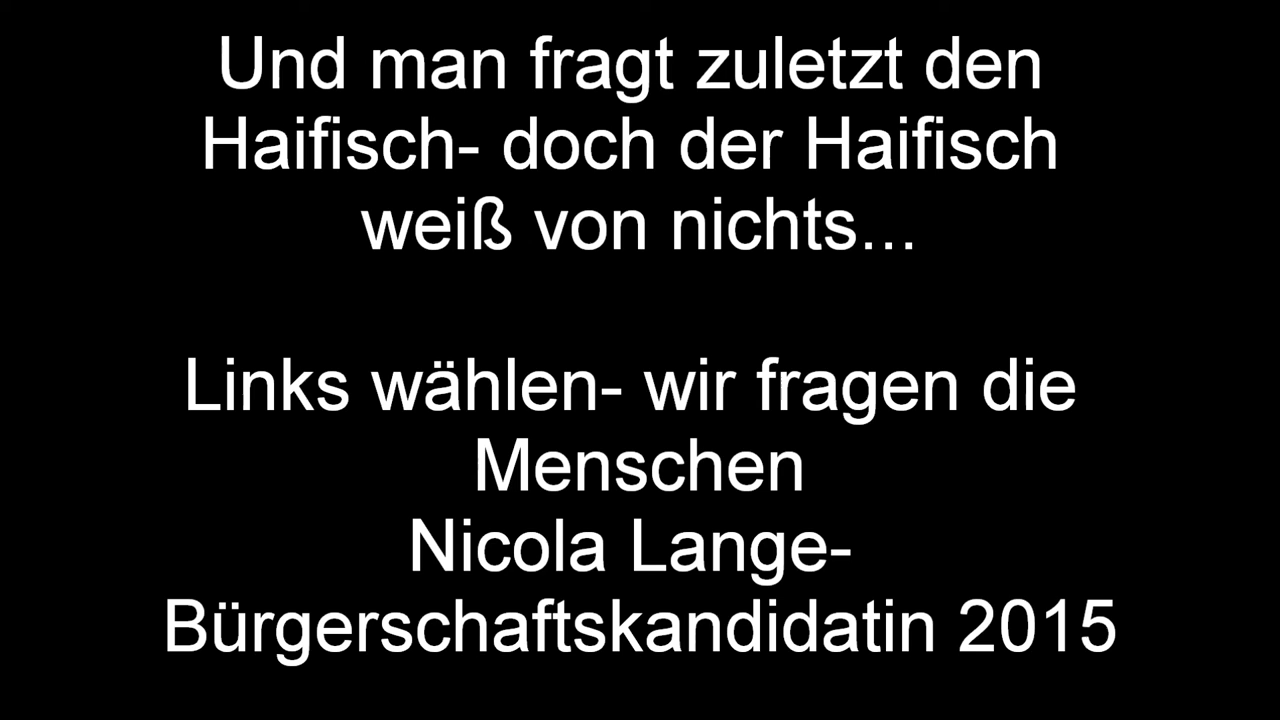 Und man fragt zuletzt den
Haifisch- doch der Haifisch
weiß von nichts...
Links wählen- wir fragen die
Menschen
Nicola Lange-
Bürgerschaftskandidatin 2015